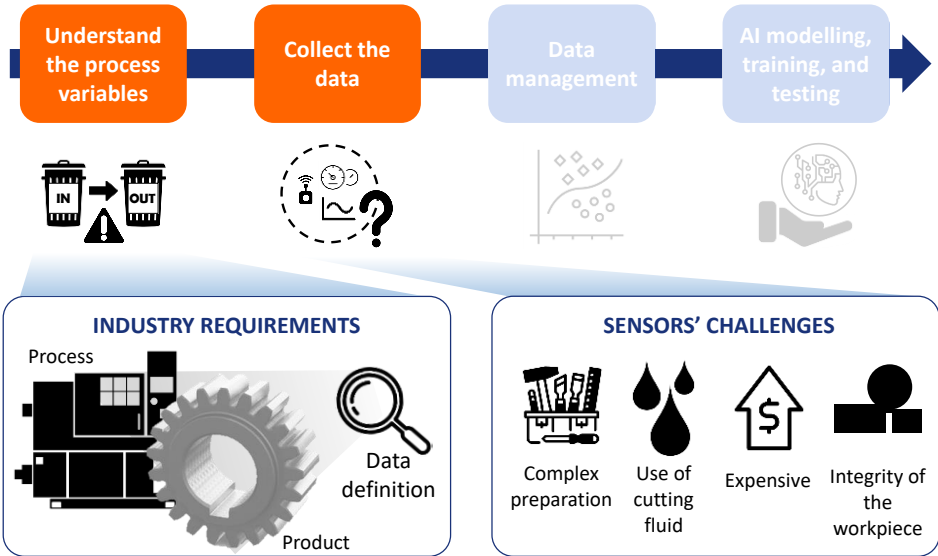 Understand
the process
variables
Collect the
data
Data
management
AI modelling,
training, and
testing
IN
OUT
INDUSTRY REQUIREMENTS
Process
Data
definition
Product
SENSORS' CHALLENGES
$
Complex
preparation
Use of
cutting
fluid
Expensive
Integrity of
the
workpiece